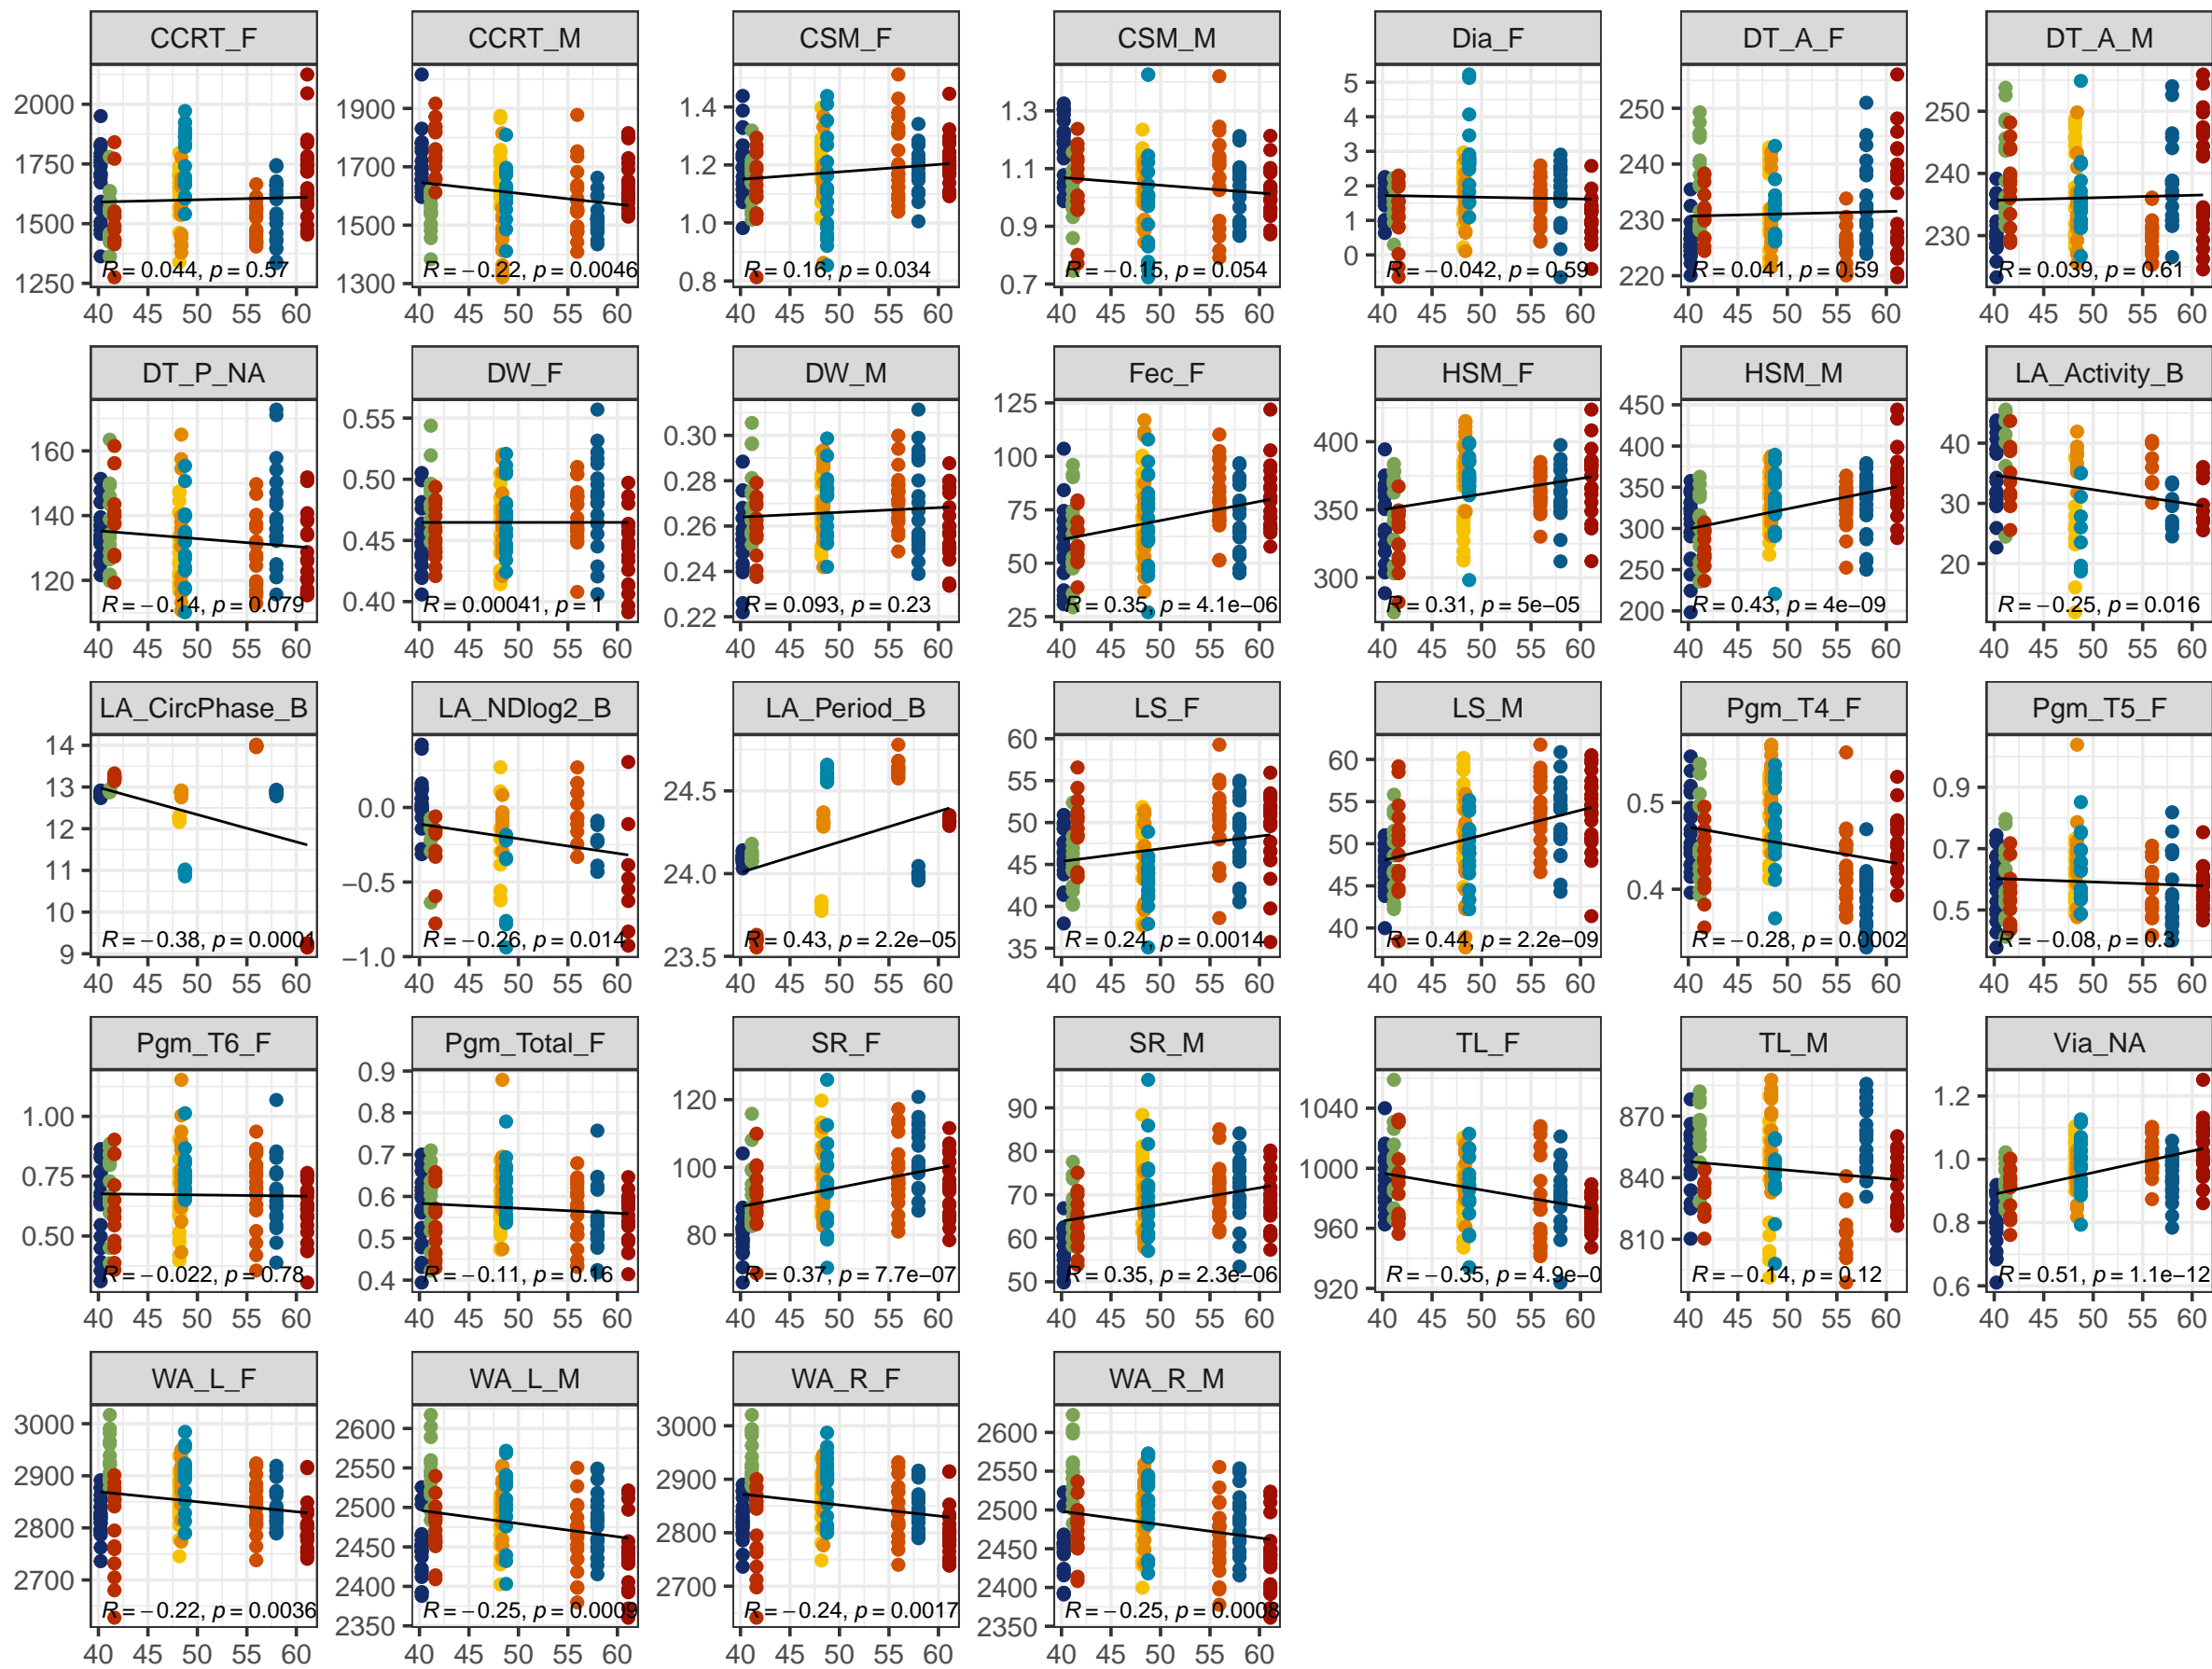 CCRT_F CCRT_M CSM_F CSM_M Dia_F DT_A_F DT_A_M
2000 1750 1500 1250
R = 0.044, p = 0.57
40 45 50 55 60
1900 1700 1500 1300
R = −0.22, p = 0.0046
40 45 50 55 60
1.4 1.2 1.0 0.8
R = 0.16, p = 0.034
40 45 50 55 60
1.3 1.1 0.9 0.7
R = −0.15, p = 0.054
40 45 50 55 60
5 4 3 2 1 0
R = −0.042, p = 0.59
40 45 50 55 60
250 240 230 220
R = 0.041, p = 0.59
40 45 50 55 60
250 240 230
R = 0.039, p = 0.61
40 45 50 55 60
DT_P_NA DW_F DW_M Fec_F HSM_F HSM_M LA_Activity_B
160 140 120
R = −0.14, p = 0.079
40 45 50 55 60
0.55 0.50 0.45 0.40
R = 0.00041, p = 1
40 45 50 55 60
0.30 0.28 0.26 0.24 0.22
R = 0.093, p = 0.23
40 45 50 55 60
125 100 75 50 25
R = 0.35, p = 4.1e−06
40 45 50 55 60
400 350 300
R = 0.31, p = 5e−05
40 45 50 55 60
450 400 350 300 250 200
R = 0.43, p = 4e−09
40 45 50 55 60
40 30 20
R = −0.25, p = 0.016
40 45 50 55 60
LA_CircPhase_B LA_NDlog2_B LA_Period_B LS_F LS_M Pgm_T4_F Pgm_T5_F
14 13 12 11 10 9
R = −0.38, p = 0.0001
40 45 50 55 60
0.0 −0.5 −1.0
R = −0.26, p = 0.014
40 45 50 55 60
24.5 24.0 23.5
R = 0.43, p = 2.2e−05
40 45 50 55 60
60 55 50 45 40 35
R = 0.24, p = 0.0014
40 45 50 55 60
60 55 50 45 40
R = 0.44, p = 2.2e−09
40 45 50 55 60
0.5 0.4
R = −0.28, p = 0.0002
40 45 50 55 60
0.9 0.7 0.5
R = −0.08, p = 0.3
40 45 50 55 60
Pgm_T6_F Pgm_Total_F SR_F SR_M TL_F TL_M Via_NA
1.00 0.75 0.50
R = −0.022, p = 0.78
40 45 50 55 60
0.9 0.8 0.7 0.6 0.5 0.4
R = −0.11, p = 0.16
40 45 50 55 60
120 100 80
R = 0.37, p = 7.7e−07
40 45 50 55 60
90 80 70 60 50
R = 0.35, p = 2.3e−06
40 45 50 55 60
1040 1000 960 920
R = −0.35, p = 4.9e−0
40 45 50 55 60
870 840 810
R = −0.14, p = 0.12
40 45 50 55 60
1.2 1.0 0.8 0.6
R = 0.51, p = 1.1e−12
40 45 50 55 60
WA_L_F WA_L_M WA_R_F WA_R_M
3000 2900 2800 2700
R = −0.22, p = 0.0036
40 45 50 55 60
2600 2550 2500 2450 2400 2350
R = −0.25, p = 0.0009
40 45 50 55 60
3000 2900 2800 2700
R = −0.24, p = 0.0017
40 45 50 55 60
2600 2550 2500 2450 2400 2350
R = −0.25, p = 0.0008
40 45 50 55 60